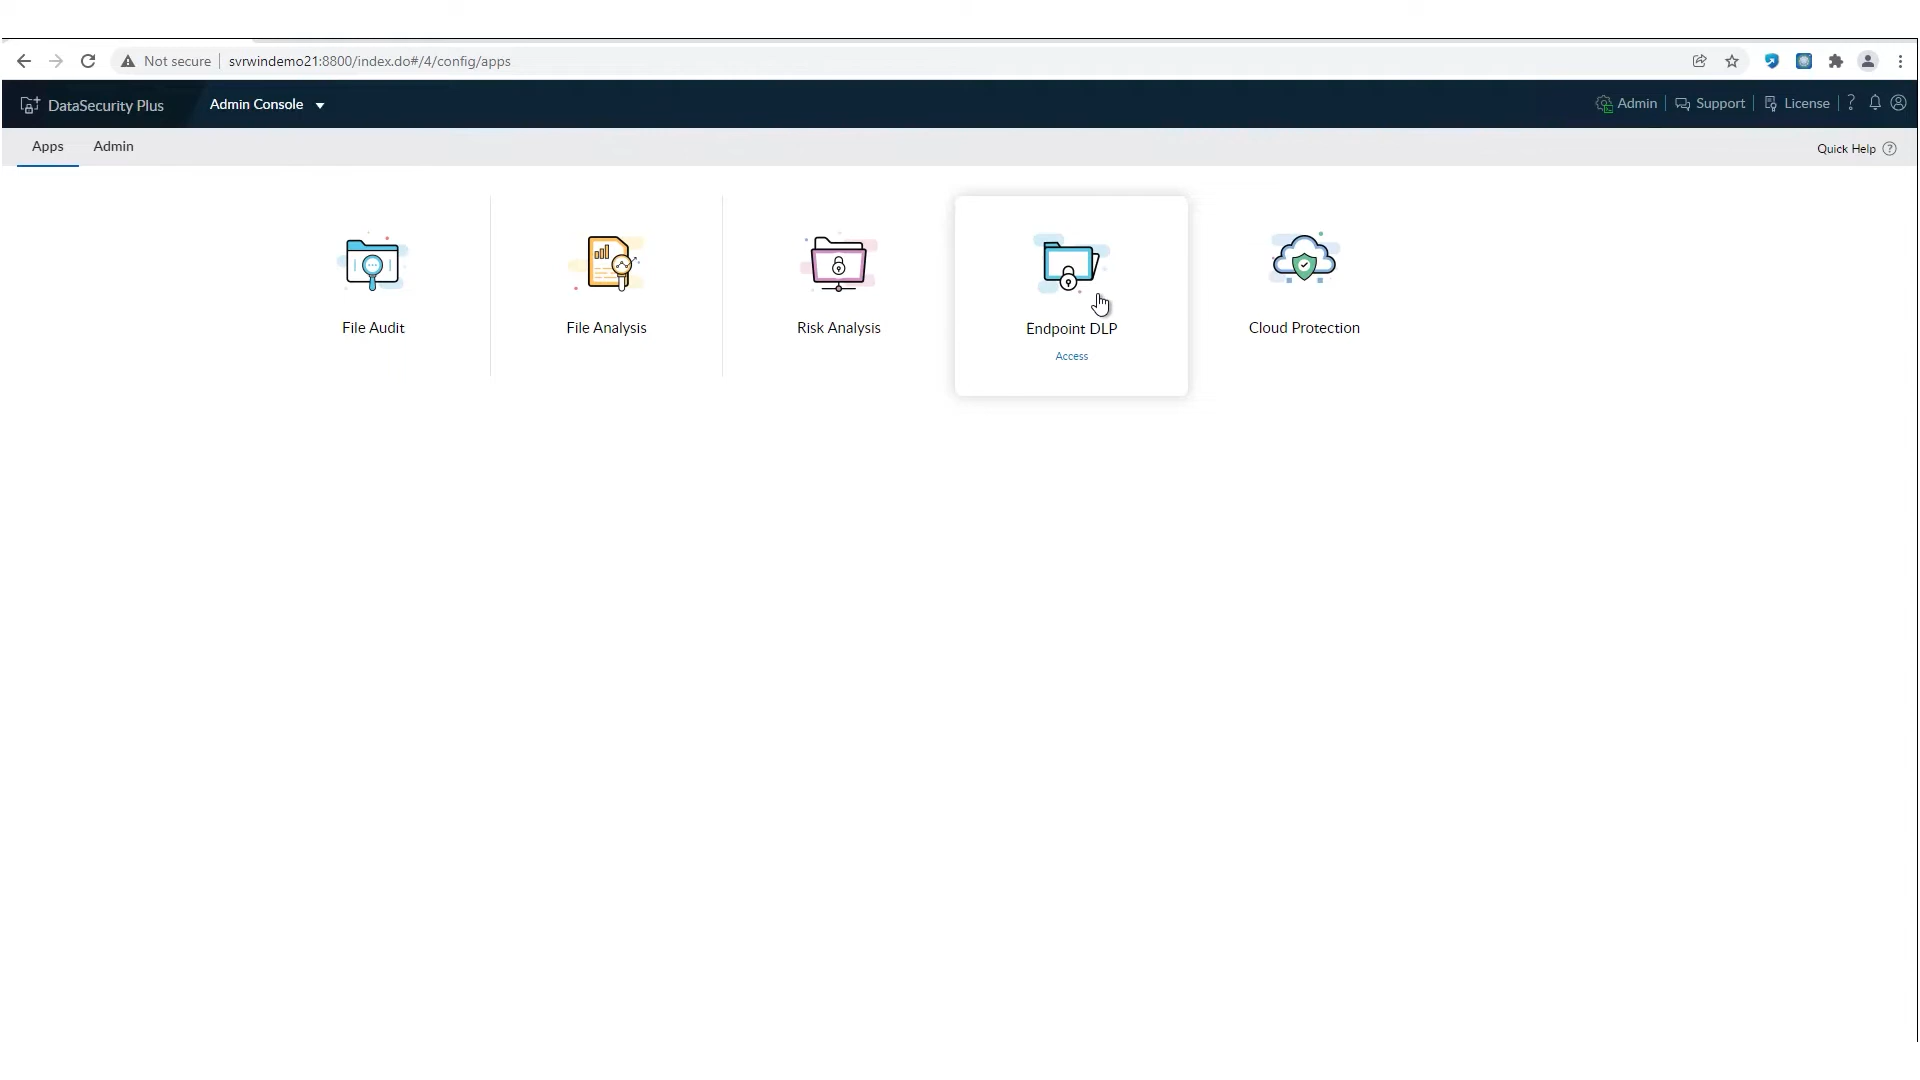 Not secure svrwindemo21:8800/index.do#/4/config/apps
DataSecurity Plus Admin Console Admin Support License ?
Apps Admin Quick Help ?
File Audit File Analysis Risk Analysis Endpoint DLP Cloud Protection
Access